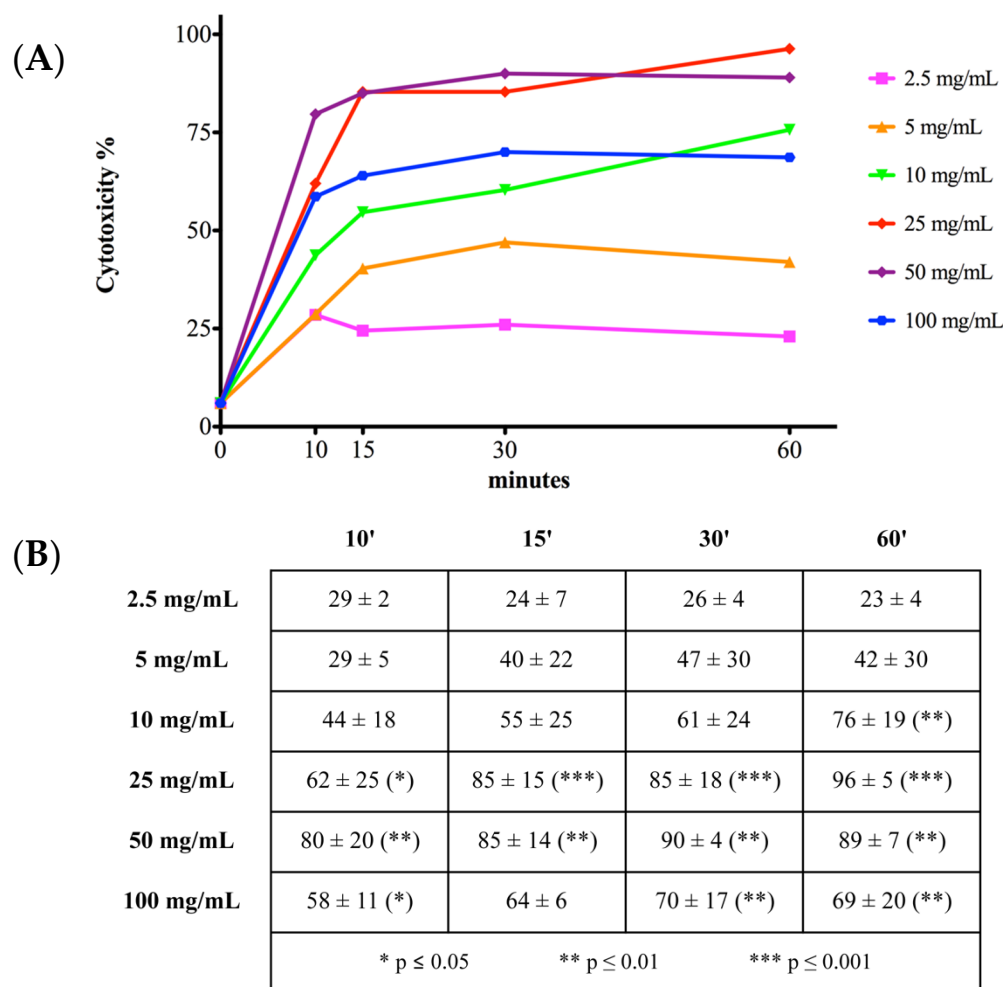 (A)
100
75
50
25
0
Cytotoxicity %
0 10 15 30 60
minutes
2.5 mg/mL
5 mg/mL
10 mg/mL
25 mg/mL
50 mg/mL
100 mg/mL
(B)
10' 15' 30' 60'
2.5 mg/mL 29 ± 2 24 ± 7 26 ± 4 23 ± 4
5 mg/mL 29 ± 5 40 ± 22 47 ± 30 42 ± 30
10 mg/mL 44 ± 18 55 ± 25 61 ± 24 76 ± 19 (**)
25 mg/mL 62 ± 25 (*) 85 ± 15 (***) 85 ± 18 (***) 96 ± 5 (***)
50 mg/mL 80 ± 20 (**) 85 ± 14 (**) 90 ± 4 (**) 89 ± 7 (**)
100 mg/mL 58 ± 11 (*) 64 ± 6 70 ± 17 (**) 69 ± 20 (**)
* p ≤ 0.05 ** p ≤ 0.01 *** p ≤ 0.001